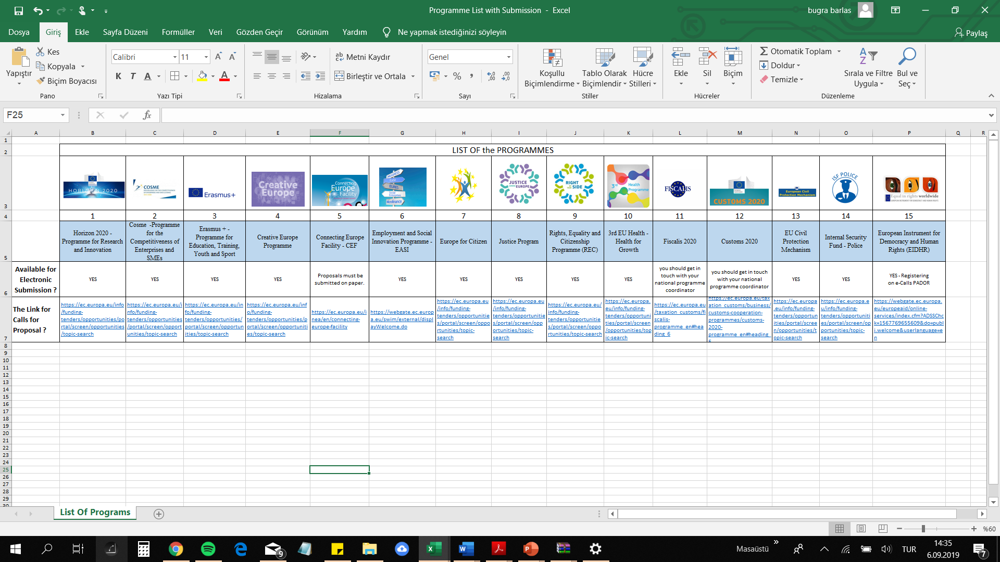 Programme List with Submission - Excel
bugra barlas
Dosya Giriş Ekle Sayfa Düzeni Formüller Veri Gözden Geçir Görünüm Yardım Ne yapmak istediğinizi söyleyin Paylaş
Yapıştır
Kes
Kopyala
Biçim Boyacısı
Pano
Calibri 11
K T A
Yazı Tipi
Metni Kaydır
Birleştir ve Ortala
Hizalama
Genel
Sayı
Koşullu Biçimlendirme
Tablo Olarak Biçimlendir
Hücre Stilleri
Stiller
Ekle Sil Biçim
Hücreler
Otomatik Toplam
Doldur
Temizle
Sırala ve Filtre Uygula
Bul ve Seç
Düzenleme
F25
fx
A B C D E F G H I J K L M N O P Q R
LIST OF the PROGRAMMES
HORIZON 2020
COSME
Erasmus+
Creative Europe
Connecting Europe Facility
PROGRESS
EaSI
EURES
Social Enterprises
Microfinance
JUSTICE EUROPE
RIGHT SIDE
3rd Health Programme
FISCALIS
CUSTOMS 2020
European Civil Protection Mechanism
ISF POLICE
Equal in rights worldwide
1 2 3 4 5 6 7 8 9 10 11 12 13 14 15
Horizon 2020 - Programme for Research and Innovation
Cosme -Programme for the Competitiveness of Enterprises and SMEs
Erasmus + - Programme for Education, Training, Youth and Sport
Creative Europe Programme
Connecting Europe Facility - CEF
Employment and Social Innovation Programme - EASI
Europe for Citizen
Justice Program
Rights, Equality and Citizenship Programme (REC)
3rd EU Health - Health for Growth
Fiscalis 2020
Customs 2020
EU Civil Protection Mechanism
Internal Security Fund - Police
European Instrument for Democracy and Human Rights (EIDHR)
Available for Electronic Submission ?
YES
YES
YES
YES
Proposals must be submitted on paper.
YES
YES
YES
YES
YES
you should get in touch with your national programme coordinator
you should get in touch with your national programme coordinator
YES
YES
YES - Registering on e-Calls PADOR
The Link for Calls for Proposal ?
https://ec.europa.eu/info/funding-tenders/opportunities/portal/screen/opportunities/topic-search
https://ec.europa.eu/info/funding-tenders/opportunities/portal/screen/opportunities/topic-search
https://ec.europa.eu/info/funding-tenders/opportunities/portal/screen/opportunities/topic-search
https://ec.europa.eu/info/funding-tenders/opportunities/portal/screen/opportunities/topic-search
https://ec.europa.eu/inea/en/connecting-europe-facility
https://webgate.ec.europa.eu/swim/external/displayWelcome.do
https://ec.europa.eu/info/funding-tenders/opportunities/portal/screen/opportunities/topic-search
https://ec.europa.eu/info/funding-tenders/opportunities/portal/screen/opportunities/topic-search
https://ec.europa.eu/info/funding-tenders/opportunities/portal/screen/opportunities/topic-search
https://ec.europa.eu/info/funding-tenders/opportunities/portal/screen/opportunities/topic-search
https://ec.europa.eu/taxation_customs/fiscalis-programme_en#heading_6
https://ec.europa.eu/taxation_customs/business/customs-cooperation-programmes/customs-2020-programme_en#heading_
https://ec.europa.eu/info/funding-tenders/opportunities/portal/screen/opportunities/topic-search
https://ec.europa.eu/info/funding-tenders/opportunities/portal/screen/opportunities/topic-search
https://webgate.ec.europa.eu/europeaid/online-services/index.cfm?ADSSChck=1567769655609&do=publi.welcome&userlanguage=en
1 2 3 4 5 6 7 8 9 10 11 12 13 14 15 16 17 18 19 20 21 22 23 24 25 26 27 28 29 30
List Of Programs
%60
9
Masaüstü
TUR
14:35
6.09.2019
7